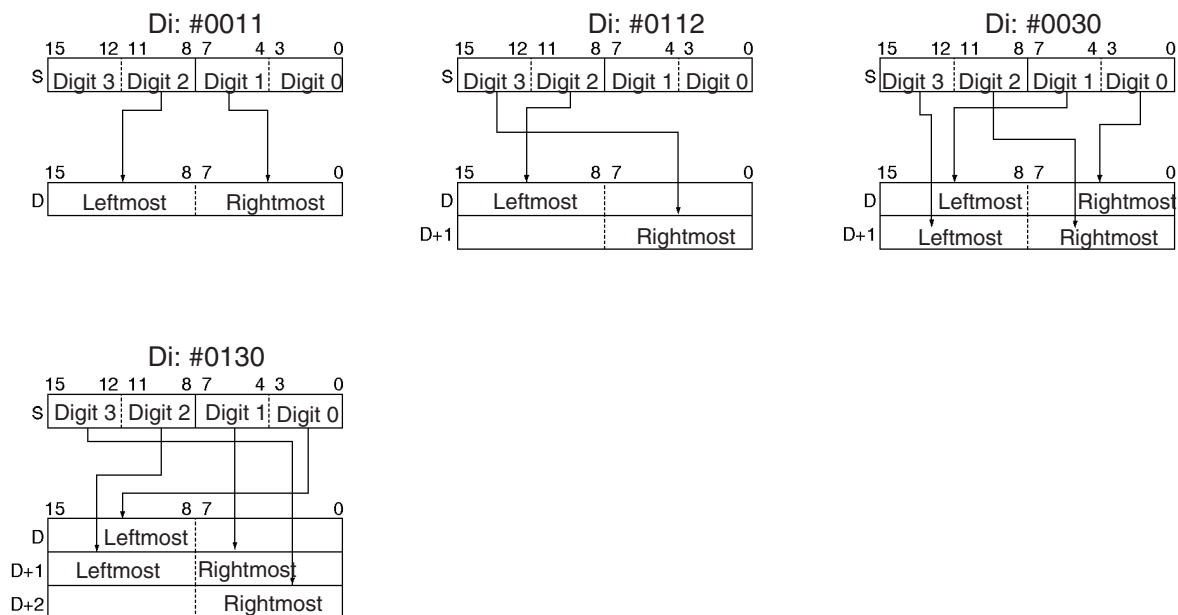 Di: #0011
15 12 11 8 7 4 3 0
S Digit 3 Digit 2 Digit 1 Digit 0
15 8 7 0
D Leftmost Rightmost
Di: #0112
15 12 11 8 7 4 3 0
S Digit 3 Digit 2 Digit 1 Digit 0
15 8 7 0
D Leftmost
D+1 Rightmost
Di: #0030
15 12 11 8 7 4 3 0
S Digit 3 Digit 2 Digit 1 Digit 0
15 8 7 0
D Leftmost Rightmost
D+1 Leftmost Rightmost
Di: #0130
15 12 11 8 7 4 3 0
S Digit 3 Digit 2 Digit 1 Digit 0
15 8 7 0
D Leftmost
D+1 Leftmost Rightmost
D+2 Rightmost